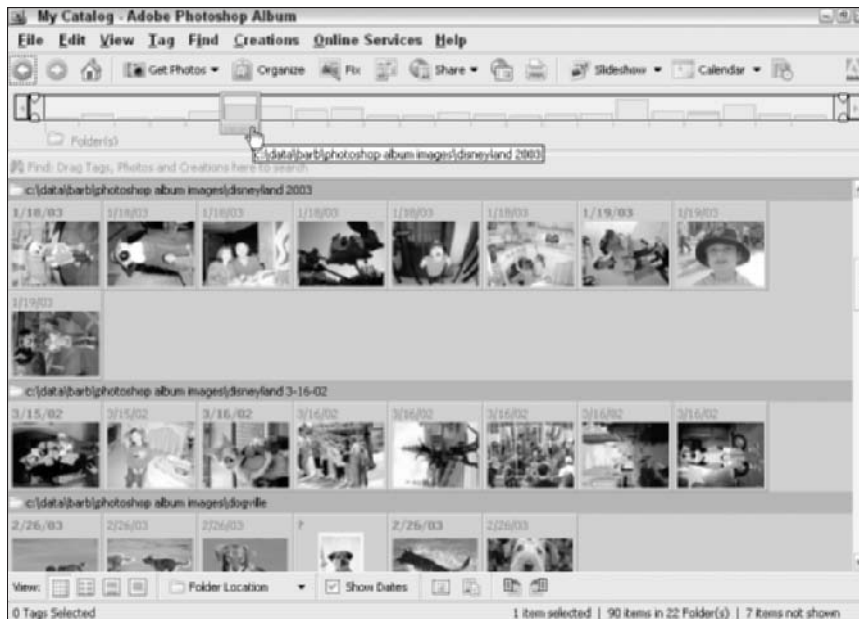 My Catalog - Adobe Photoshop Album
File Edit View Tag Find Creations Online Services Help
Get Photos Organize Fix Share Slideshow Calendar
Folder(s)
c:\data\barb\photoshop album images\disneyland 2003
Find: Drag Tags, Photos and Creations here to search
c:\data\barb\photoshop album images\disneyland 2003
1/18/03 1/18/03 1/18/03 1/18/03 1/18/03 1/18/03 1/19/03 1/19/03
1/19/03
c:\data\barb\photoshop album images\disneyland 3-16-02
3/15/02 3/15/02 3/16/02 3/16/02 3/16/02 3/16/02 3/16/02 3/16/02
c:\data\barb\photoshop album images\dogville
2/26/03 2/26/03 2/26/03 ? 2/26/03 2/26/03
View: Folder Location Show Dates
0 Tags Selected 1 item selected | 90 items in 22 Folder(s) | 7 items not shown